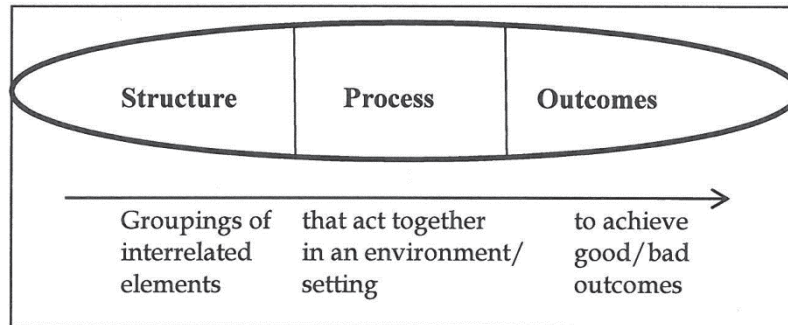 Structure Process Outcomes
Groupings of that act together to achieve
interrelated in an environment/ good/bad
elements setting outcomes